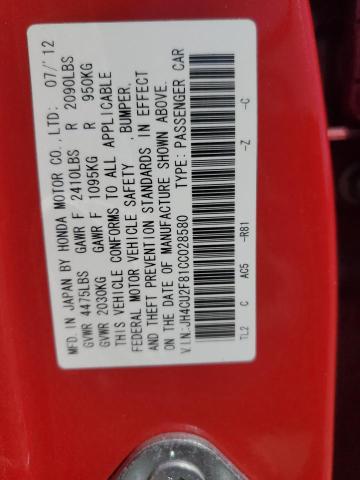 MFD. IN JAPAN BY HONDA MOTOR CO., LTD. 07/'12
GVWR 4475LBS GAWR F 2410LBS R 2090LBS
GVWR 2030KG GAWR F 1095KG R 950KG
THIS VEHICLE CONFORMS TO ALL APPLICABLE
FEDERAL MOTOR VEHICLE SAFETY , BUMPER,
AND THEFT PREVENTION STANDARDS IN EFFECT
ON THE DATE OF MANUFACTURE SHOWN ABOVE.
V.I.N:JH4CU2F81CC028580 TYPE: PASSENGER CAR
TL2 C AC5 -R81 -Z -C